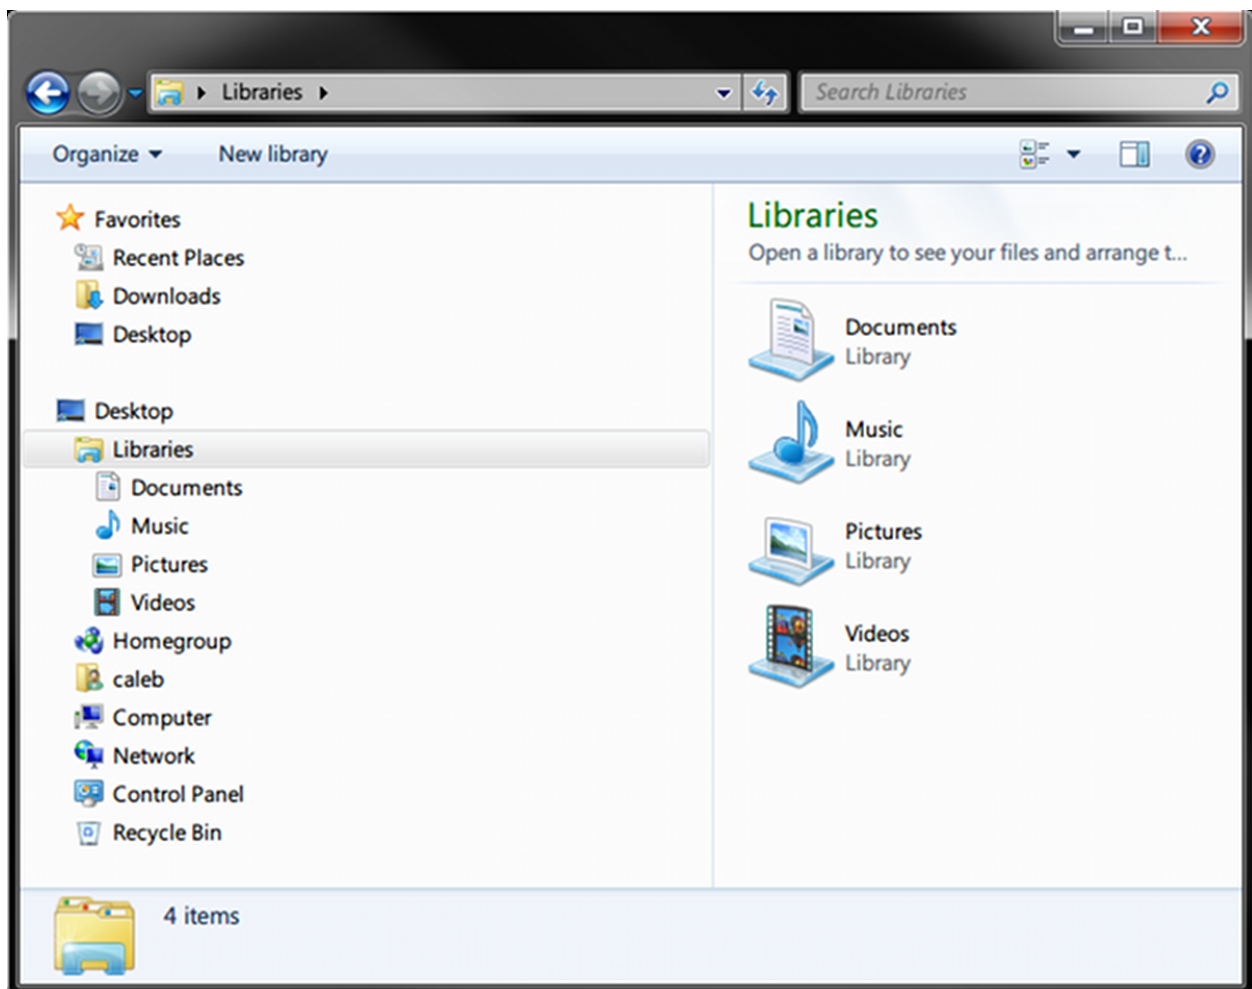 Libraries
Search Libraries
Organize
New library
Favorites
Recent Places
Downloads
Desktop
Desktop
Libraries
Documents
Music
Pictures
Videos
Homegroup
caleb
Computer
Network
Control Panel
Recycle Bin
Libraries
Open a library to see your files and arrange t...
Documents
Library
Music
Library
Pictures
Library
Videos
Library
4 items